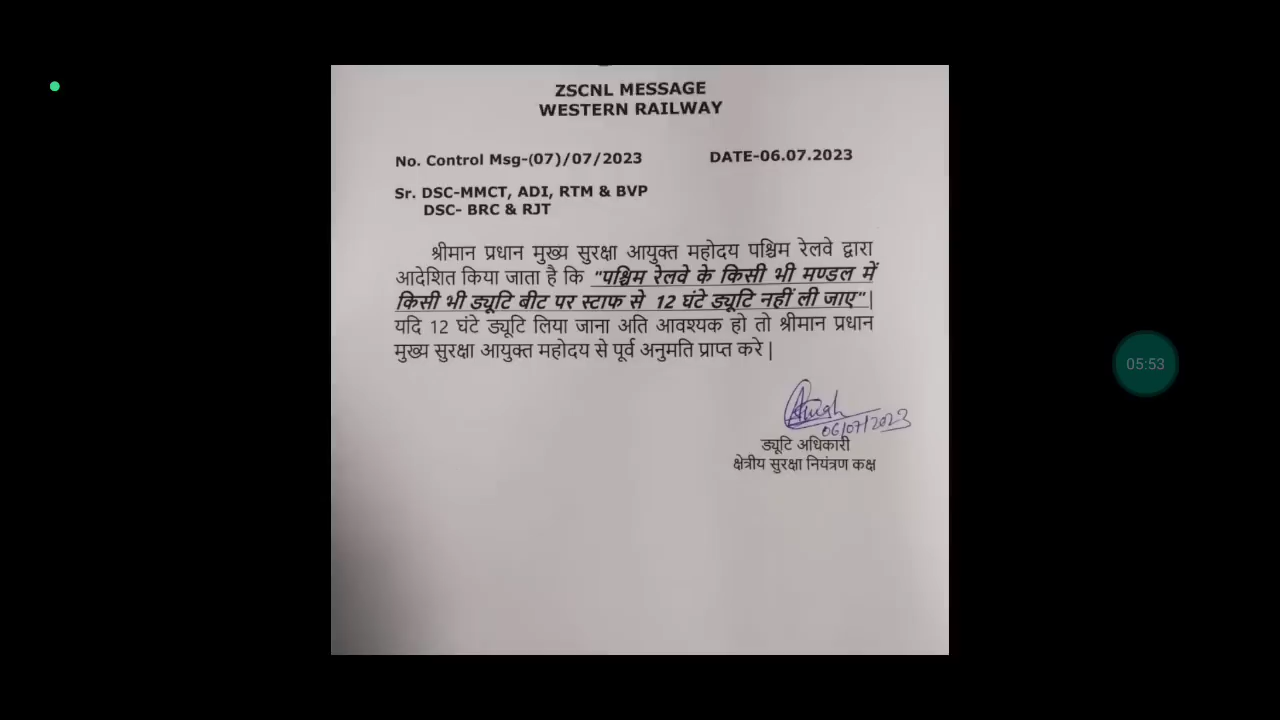 ZSCNL MESSAGE
WESTERN RAILWAY
No. Control Msg-(07)/07/2023 DATE-06.07.2023
Sr. DSC-MMCT, ADI, RTM & BVP
DSC- BRC & RJT
श्रीमान प्रधान मुख्य सुरक्षा आयुक्त महोदय पश्चिम रेलवे द्वारा
आदेशित किया जाता है कि "पश्चिम रेलवे के किसी भी मण्डल में
किसी भी ड्यूटि बीट पर स्टाफ से 12 घंटे ड्यूटि नहीं ली जाए"|
यदि 12 घंटे ड्यूटि लिया जाना अति आवश्यक हो तो श्रीमान प्रधान
मुख्य सुरक्षा आयुक्त महोदय से पूर्व अनुमति प्राप्त करे |
06/07/2023
ड्यूटि अधिकारी
क्षेत्रीय सुरक्षा नियंत्रण कक्ष
05:53